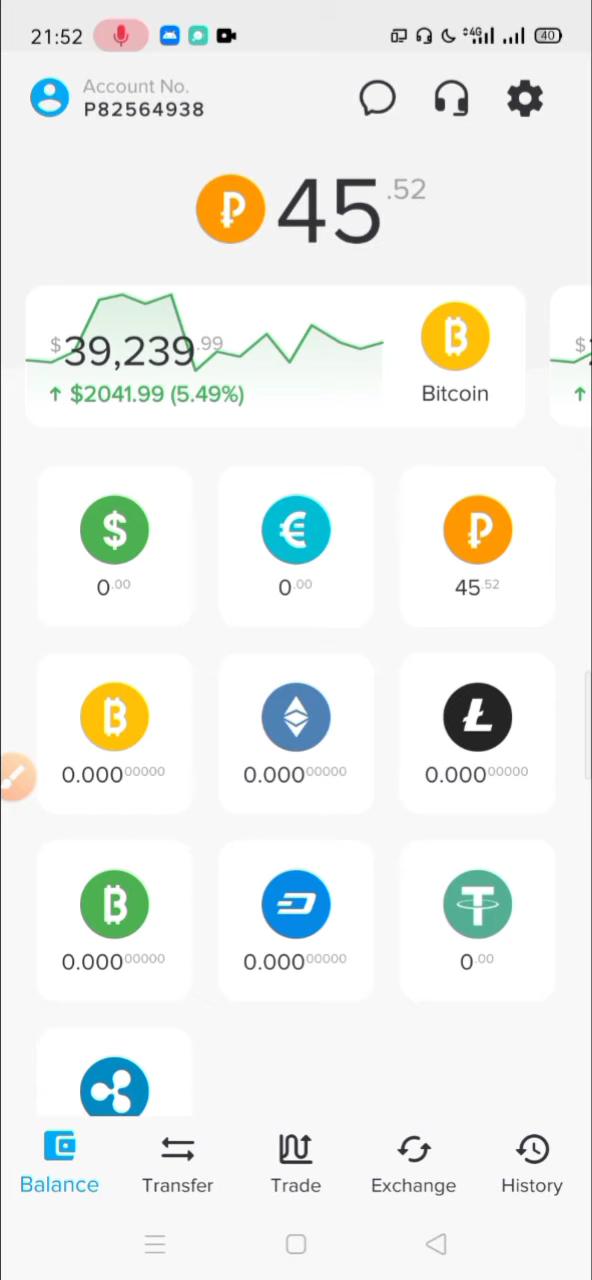 21:52
4G
40
Account No.
P82564938
45.52
$39,239.99
↑ $2041.99 (5.49%)
Bitcoin
$
↑
0.00
0.00
45.52
0.00000000
0.00000000
0.00000000
0.00000000
0.00000000
0.00
Balance
Transfer
Trade
Exchange
History